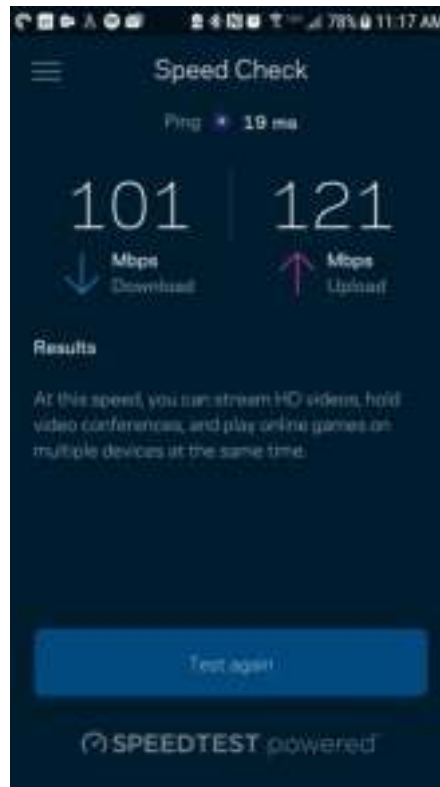 78% 11:17 AM
Speed Check
Ping 19 ms
101 121
Mbps Mbps
Download Upload
Results
At this speed, you can stream HD videos, hold
video conferences, and play online games on
multiple devices at the same time.
Test again
SPEEDTEST powered